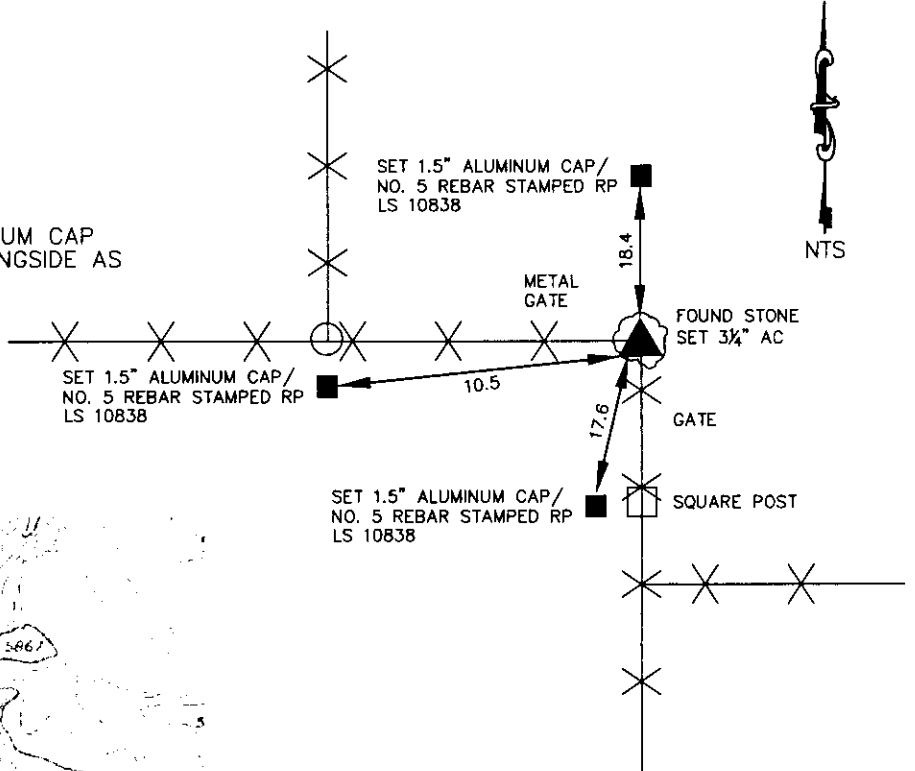 SET 1.5" ALUMINUM CAP/
NO. 5 REBAR STAMPED RP
LS 10838
18.4
NTS
UM CAP
NGSIDE AS
METAL
GATE
FOUND STONE
SET 3¼" AC
SET 1.5" ALUMINUM CAP/
NO. 5 REBAR STAMPED RP
LS 10838
10.5
17.6
GATE
SET 1.5" ALUMINUM CAP/
NO. 5 REBAR STAMPED RP
LS 10838
SQUARE POST